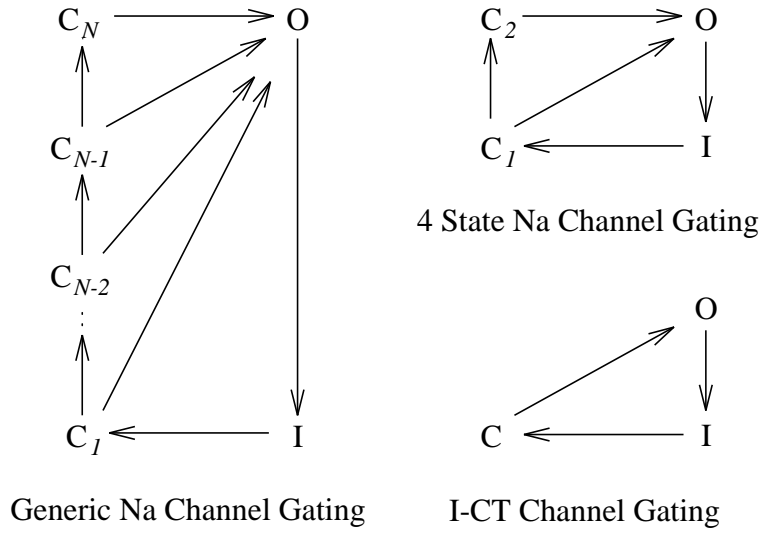 C_N O
C_{N-1}
C_{N-2}
C_1 I
Generic Na Channel Gating
C_2 O
C_1 I
4 State Na Channel Gating
O
C I
I-CT Channel Gating